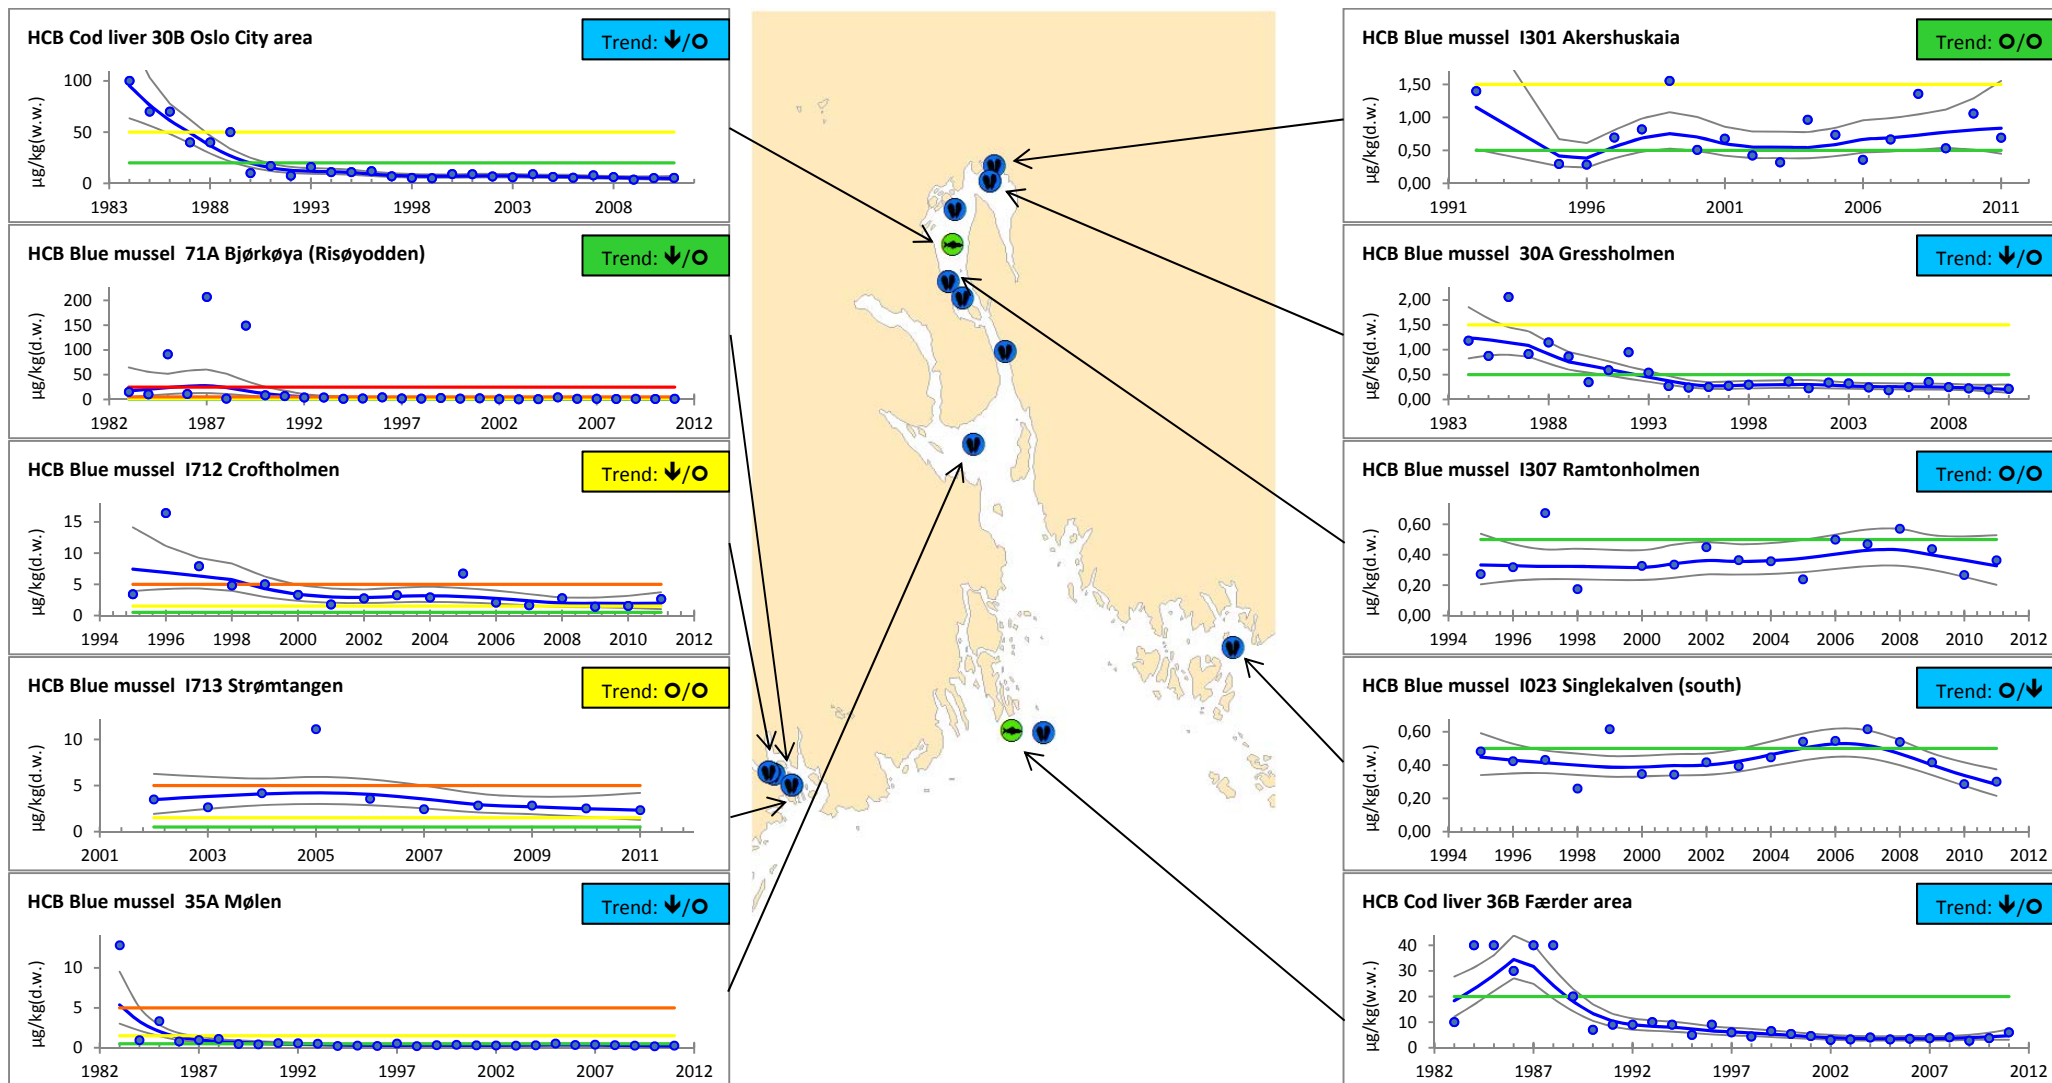 HCB Cod liver 30B Oslo City area
Trend: ↓/O
µg/kg(w.w.)
100
50
0
1983 1988 1993 1998 2003 2008
HCB Blue mussel 71A Bjørkøya (Risøyodden)
Trend: ↓/O
µg/kg(d.w.)
200
150
100
50
0
1982 1987 1992 1997 2002 2007 2012
HCB Blue mussel I712 Croftholmen
Trend: ↓/O
µg/kg(d.w.)
15
10
5
0
1994 1996 1998 2000 2002 2004 2006 2008 2010 2012
HCB Blue mussel I713 Strømtangen
Trend: O/O
µg/kg(d.w.)
10
5
0
2001 2003 2005 2007 2009 2011
HCB Blue mussel 35A Mølen
Trend: ↓/O
µg/kg(d.w.)
10
5
0
1982 1987 1992 1997 2002 2007 2012
HCB Blue mussel I301 Akershuskaia
Trend: O/O
µg/kg(d.w.)
1,50
1,00
0,50
0,00
1991 1996 2001 2006 2011
HCB Blue mussel 30A Gressholmen
Trend: ↓/O
µg/kg(d.w.)
2,00
1,50
1,00
0,50
0,00
1983 1988 1993 1998 2003 2008
HCB Blue mussel I307 Ramtonholmen
Trend: O/O
µg/kg(d.w.)
0,60
0,40
0,20
0,00
1994 1996 1998 2000 2002 2004 2006 2008 2010 2012
HCB Blue mussel I023 Singlekalven (south)
Trend: O/↓
µg/kg(d.w.)
0,60
0,40
0,20
0,00
1994 1996 1998 2000 2002 2004 2006 2008 2010 2012
HCB Cod liver 36B Færder area
Trend: ↓/O
µg/kg(w.w.)
40
30
20
10
0
1982 1987 1992 1997 2002 2007 2012